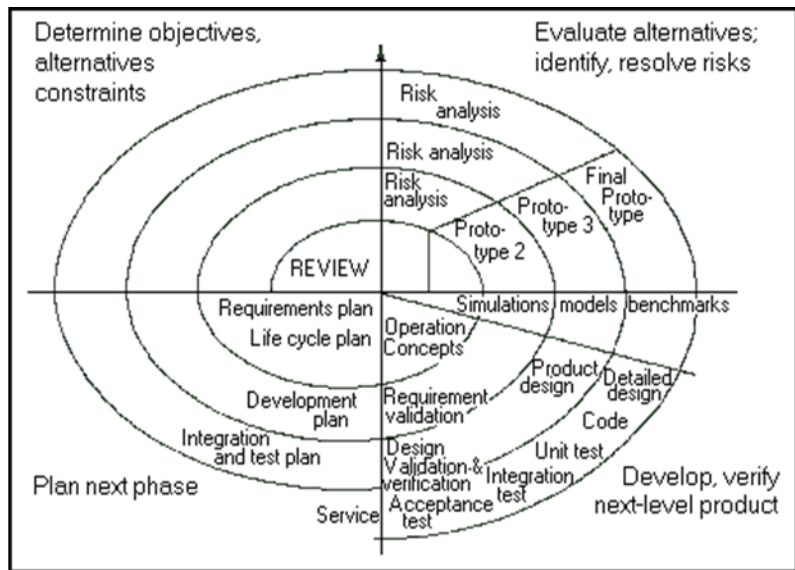 Determine objectives,
alternatives
constraints
Evaluate alternatives;
identify, resolve risks
Risk
analysis
Risk analysis
Risk
analysis
Final
Proto-
type
Proto-
type 3
Proto-
type 2
REVIEW
Requirements plan
Life cycle plan
Simulations
models
benchmarks
Operation
Concepts
Development
plan
Requirement
validation
Product
design
Detailed
design
Code
Integration
and test plan
Design
Validation&
verification
Unit test
Integration
test
Acceptance
test
Service
Plan next phase
Develop, verify
next-level product